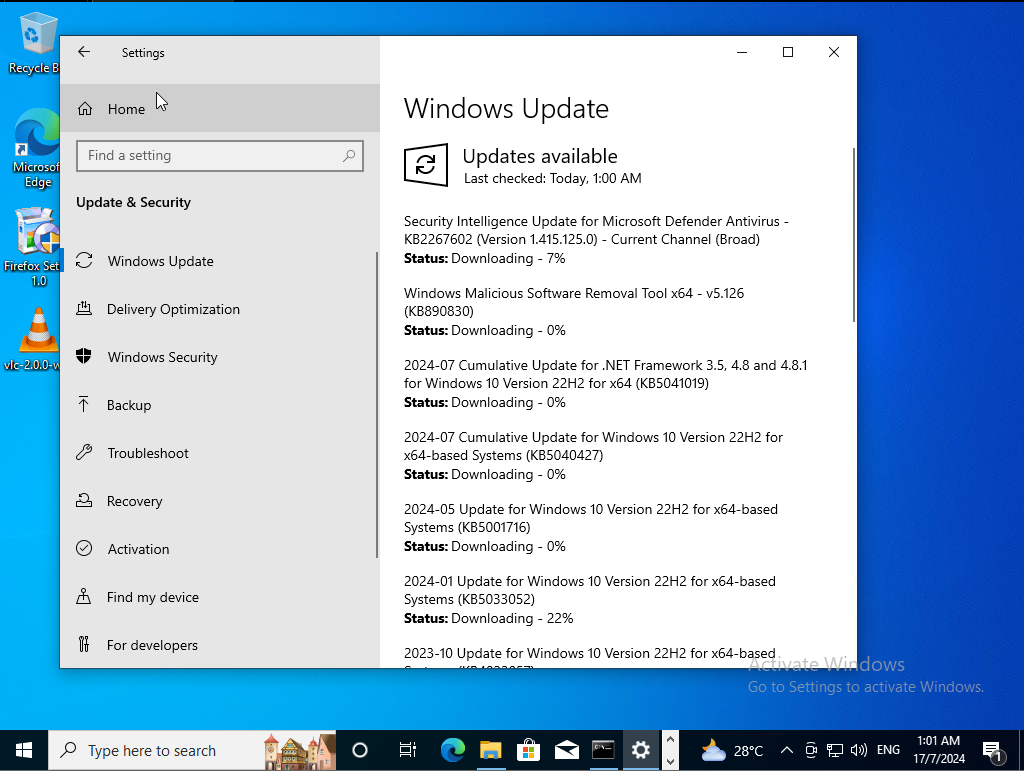 Recycle B
Microsof
Edge
Firefox Set
1.0
vlc-2.0.0-w
Settings
Home
Find a setting
Update & Security
Windows Update
Delivery Optimization
Windows Security
Backup
Troubleshoot
Recovery
Activation
Find my device
For developers
Windows Update
Updates available
Last checked: Today, 1:00 AM
Security Intelligence Update for Microsoft Defender Antivirus -
KB2267602 (Version 1.415.125.0) - Current Channel (Broad)
Status: Downloading - 7%
Windows Malicious Software Removal Tool x64 - v5.126
(KB890830)
Status: Downloading - 0%
2024-07 Cumulative Update for .NET Framework 3.5, 4.8 and 4.8.1
for Windows 10 Version 22H2 for x64 (KB5041019)
Status: Downloading - 0%
2024-07 Cumulative Update for Windows 10 Version 22H2 for
x64-based Systems (KB5040427)
Status: Downloading - 0%
2024-05 Update for Windows 10 Version 22H2 for x64-based
Systems (KB5001716)
Status: Downloading - 0%
2024-01 Update for Windows 10 Version 22H2 for x64-based
Systems (KB5033052)
Status: Downloading - 22%
2023-10 Update for Windows 10 Version 22H2 for x64-based
Activate Windows
Go to Settings to activate Windows.
Type here to search
28°C
ENG
1:01 AM
17/7/2024
1